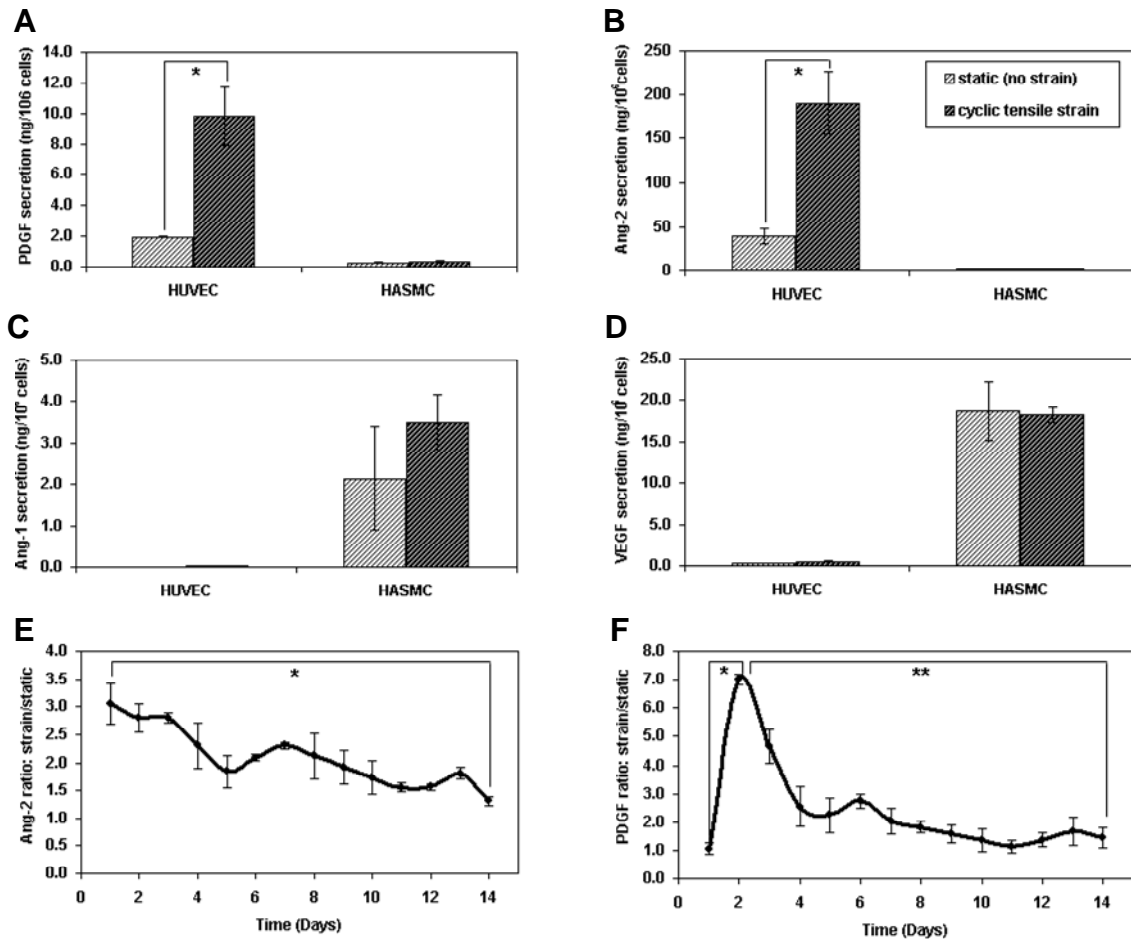 A
PDGF secretion (ng/106 cells)
14.0
12.0
10.0
8.0
6.0
4.0
2.0
0.0
*
HUVEC
HASMC
B
Ang-2 secretion (ng/10⁶cells)
250
200
150
100
50
0
*
static (no strain)
cyclic tensile strain
HUVEC
HASMC
C
Ang-1 secretion (ng/10 cells)
5.0
4.0
3.0
2.0
1.0
0.0
HUVEC
HASMC
D
VEGF secretion (ng/10⁶ cells)
25.0
20.0
15.0
10.0
5.0
0.0
HUVEC
HASMC
E
Ang-2 ratio: strain/static
4.0
3.5
3.0
2.5
2.0
1.5
1.0
0.5
0.0
*
0 2 4 6 8 10 12 14
Time (Days)
F
PDGF ratio: strain/static
8.0
7.0
6.0
5.0
4.0
3.0
2.0
1.0
0.0
*
**
0 2 4 6 8 10 12 14
Time (Days)